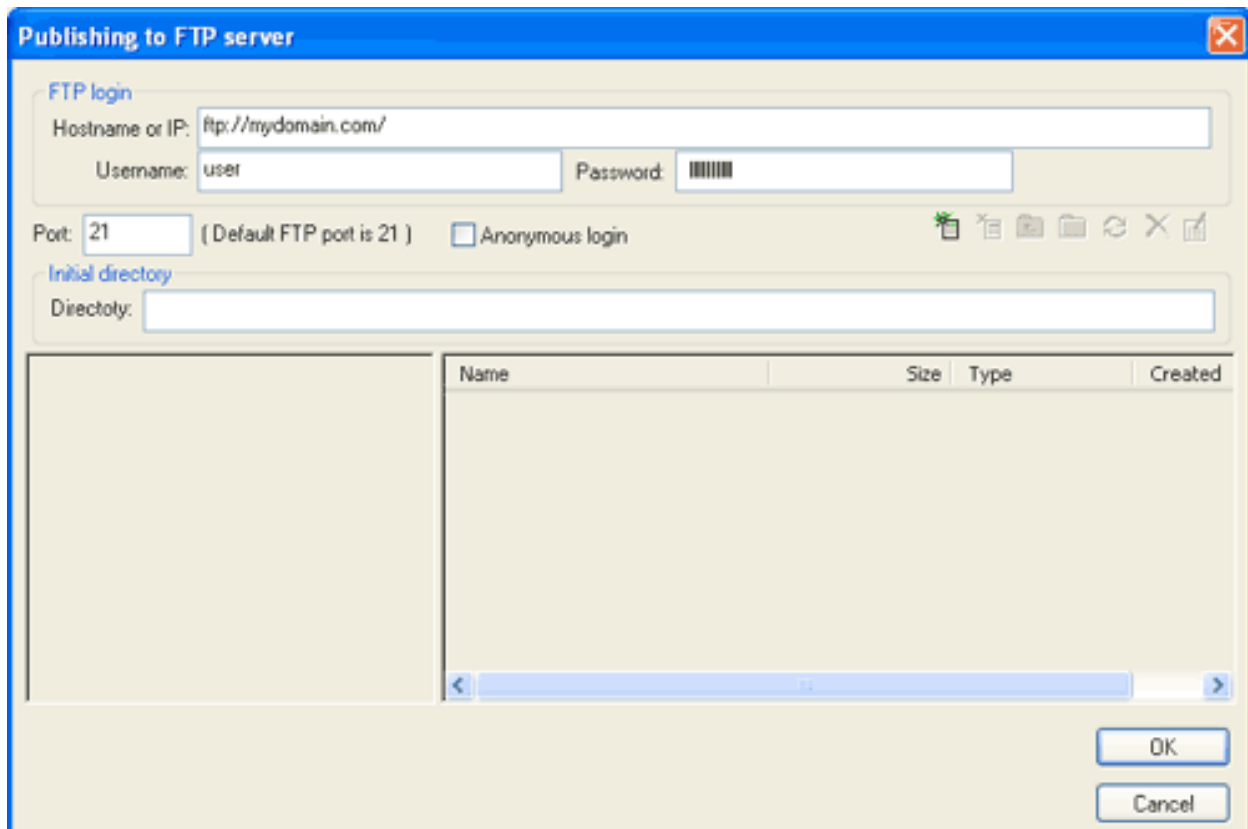 Publishing to FTP server
FTP login
Hostname or IP: ftp://mydomain.com/
Username: user Password:
Port: 21 ( Default FTP port is 21 ) Anonymous login
Initial directory
Directoty:
Name Size Type Created
OK
Cancel